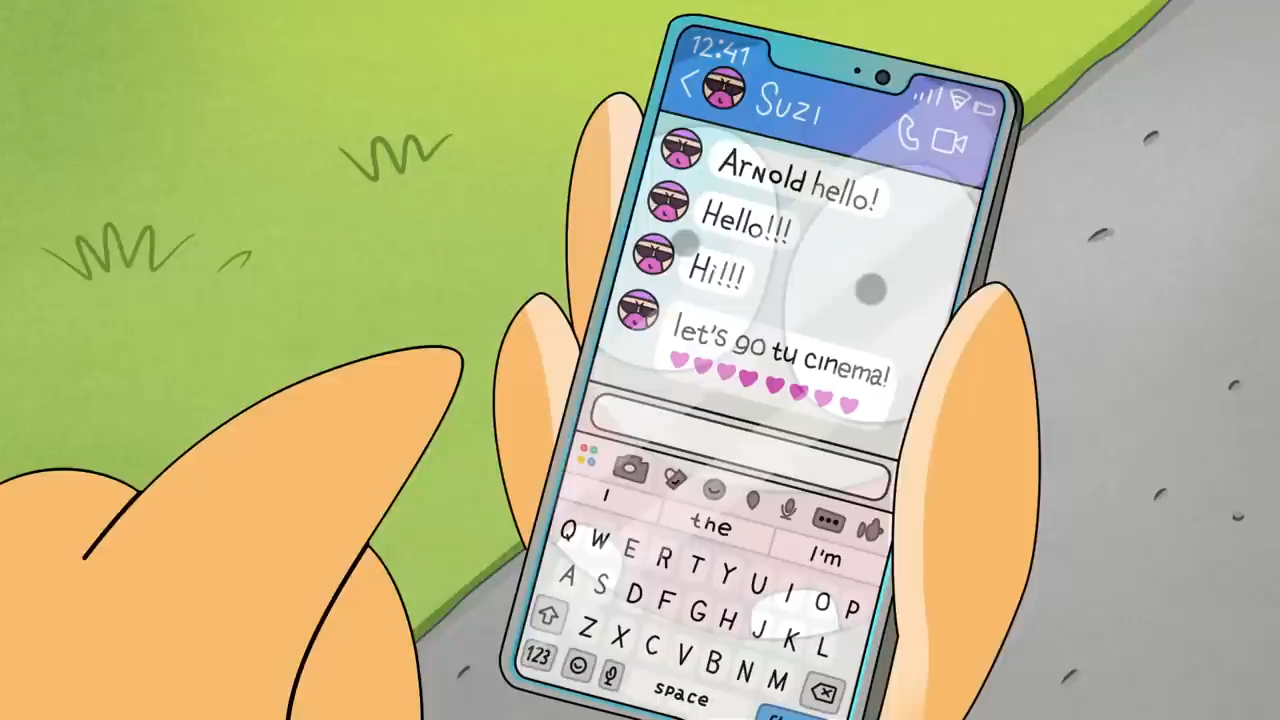 12:41
Suzi
Arnold hello!
Hello!!!
Hi!!!
let's go tu cinema!
I the I'm
Q W E R T Y U I O P
A S D F G H J K L
Z X C V B N M
123 space